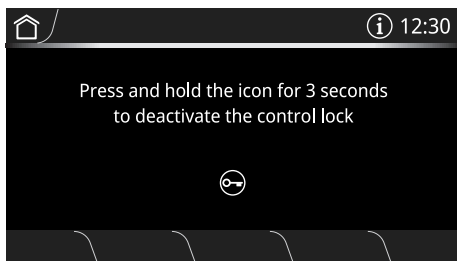 12:30
Press and hold the icon for 3 seconds
to deactivate the control lock